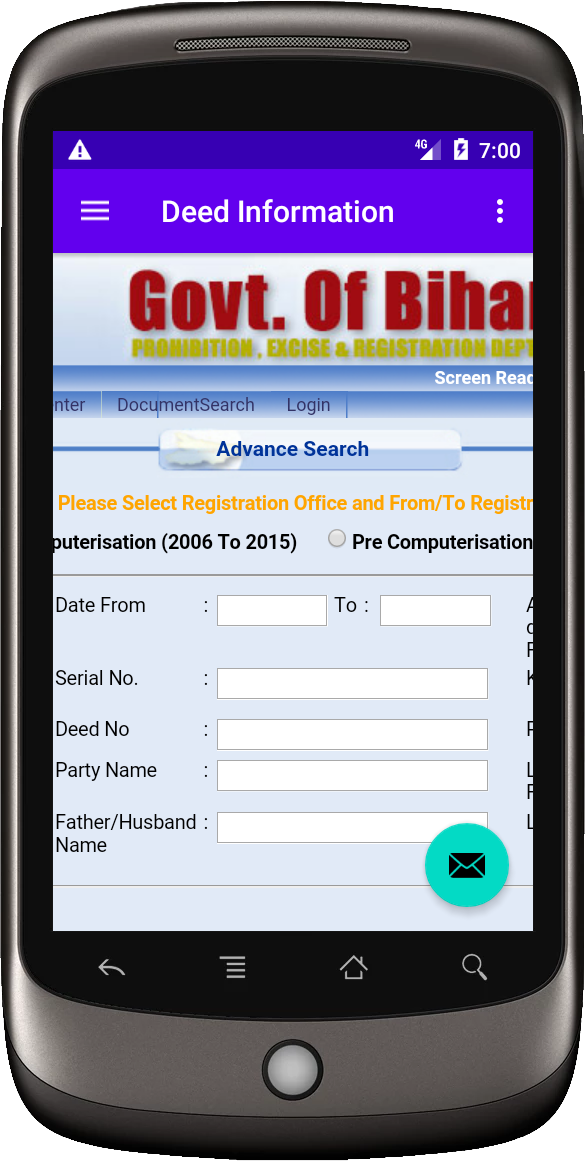 4G 7:00
Deed Information
Govt. Of Bihar
PROHIBITION , EXCISE & REGISTRATION DEPT
Screen Read
nter DocumentSearch Login
Advance Search
Please Select Registration Office and From/To Registr
puterisation (2006 To 2015) Pre Computerisation
Date From : To :
Serial No. :
Deed No :
Party Name :
Father/Husband :
Name